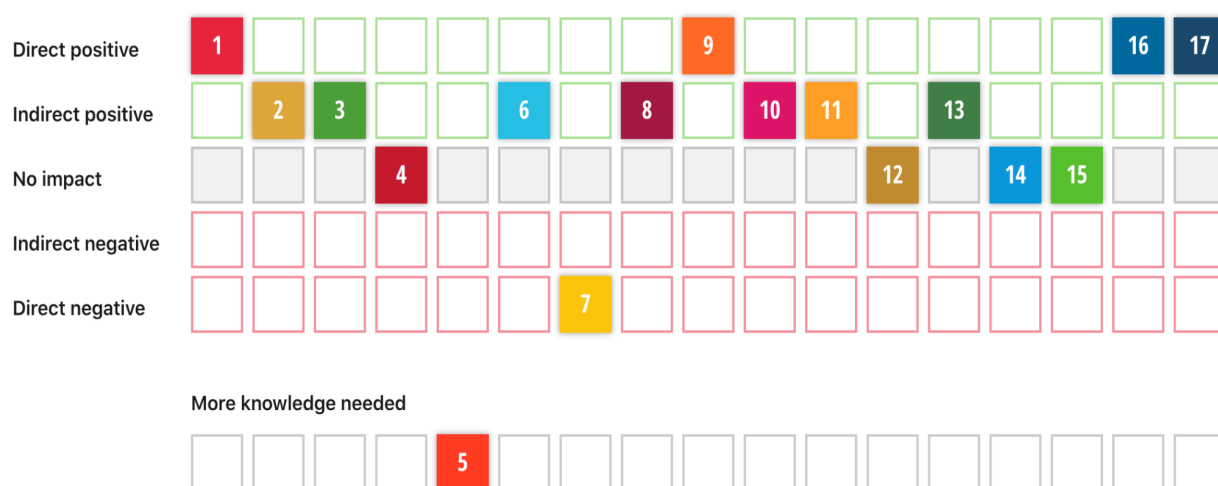 Direct positive 1 9 16 17
Indirect positive 2 3 6 8 10 11 13
No impact 4 12 14 15
Indirect negative
Direct negative 7
More knowledge needed
5